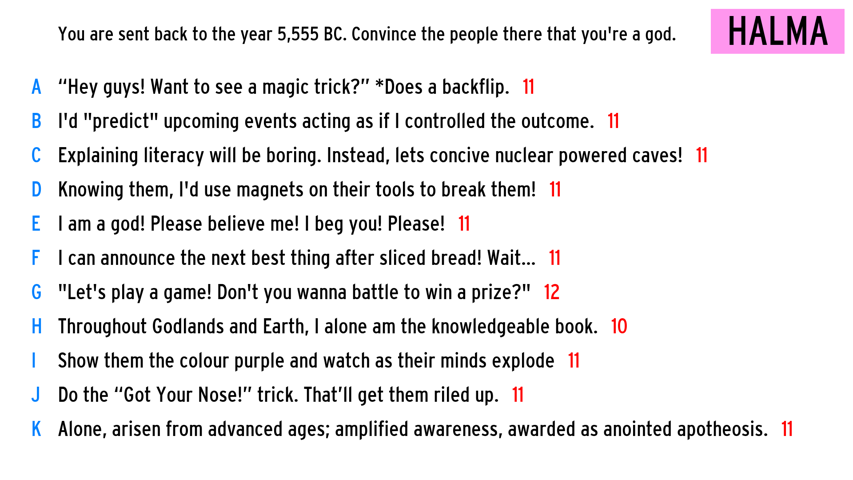 You are sent back to the year 5,555 BC. Convince the people there that you're a god.
HALMA
A “Hey guys! Want to see a magic trick?” *Does a backflip. 11
B I'd "predict" upcoming events acting as if I controlled the outcome. 11
C Explaining literacy will be boring. Instead, lets concive nuclear powered caves! 11
D Knowing them, I'd use magnets on their tools to break them! 11
E I am a god! Please believe me! I beg you! Please! 11
F I can announce the next best thing after sliced bread! Wait... 11
G "Let's play a game! Don't you wanna battle to win a prize?" 12
H Throughout Godlands and Earth, I alone am the knowledgeable book. 10
I Show them the colour purple and watch as their minds explode 11
J Do the “Got Your Nose!” trick. That’ll get them riled up. 11
K Alone, arisen from advanced ages; amplified awareness, awarded as anointed apotheosis. 11